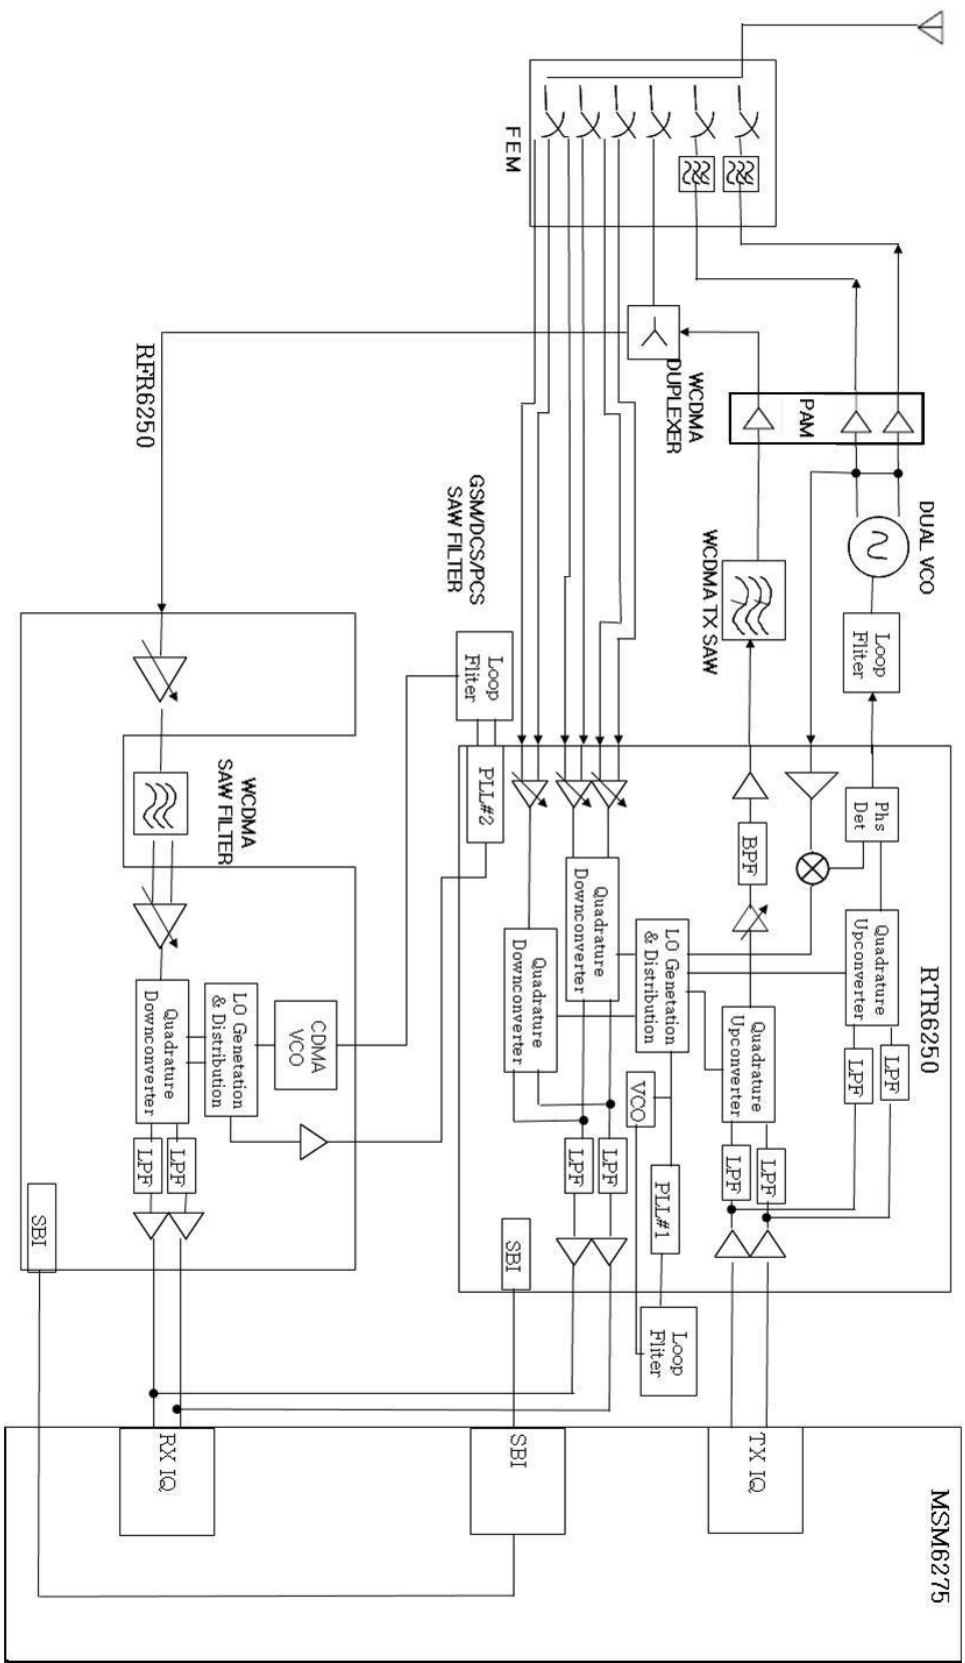 FEM
RFR6250
WCDMA
DUPLEXER
PAM
DUAL VCO
GSM/DCS/PCS
SAW FILTER
WCDMA TX SAW
Loop
Fliter
Loop
Fliter
WCDMA
SAW FILTER
PLL#2
BPF
Phs
Det
RTR6250
Quadrature
Downconverter
Quadrature
Downconverter
LO Genetation
& Distribution
Quadrature
Upconverter
Quadrature
Upconverter
Quadrature
Downconverter
LO Genetation
& Distribution
CDMA
VCO
VCO
LPF
LPF
LPF
LPF
LPF
LPF
LPF
LPF
PLL#1
SBI
SBI
Loop
Fliter
RX IQ
SBI
TX IQ
MSM6275